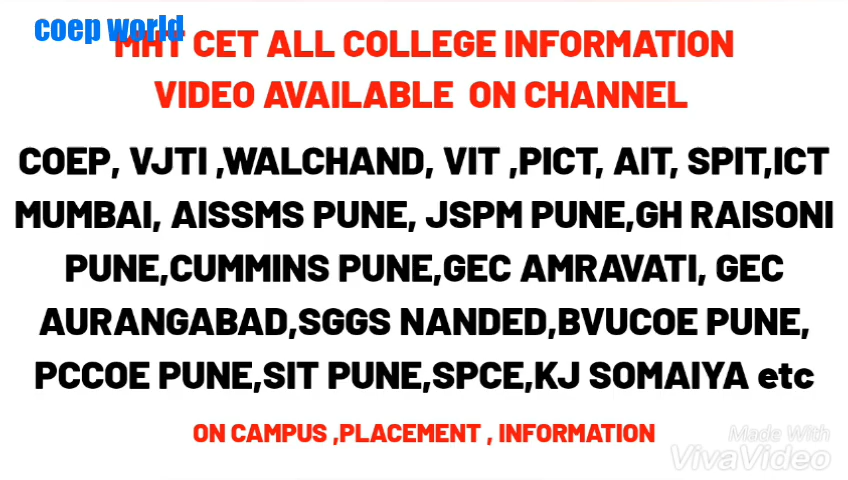 coep world
MHT CET ALL COLLEGE INFORMATION
VIDEO AVAILABLE ON CHANNEL
COEP, VJTI ,WALCHAND, VIT ,PICT, AIT, SPIT,ICT
MUMBAI, AISSMS PUNE, JSPM PUNE,GH RAISONI
PUNE,CUMMINS PUNE,GEC AMRAVATI, GEC
AURANGABAD,SGGS NANDED,BVUCOE PUNE,
PCCOE PUNE,SIT PUNE,SPCE,KJ SOMAIYA etc
ON CAMPUS ,PLACEMENT , INFORMATION
Made With
VivaVideo